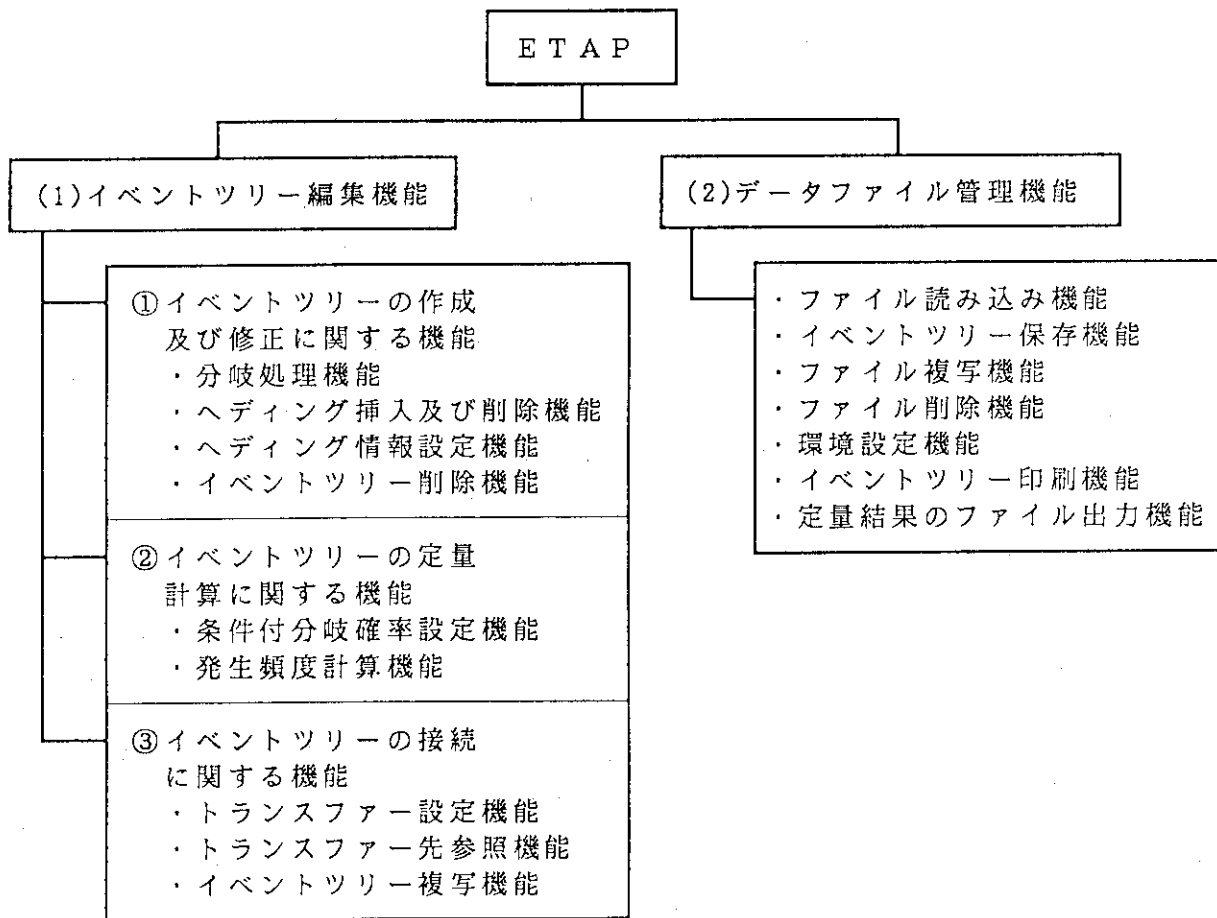 ETAP
(1)イベントツリー編集機能
①イベントツリーの作成
及び修正に関する機能
・分岐処理機能
・ヘディング挿入及び削除機能
・ヘディング情報設定機能
・イベントツリー削除機能
②イベントツリーの定量
計算に関する機能
・条件付分岐確率設定機能
・発生頻度計算機能
③イベントツリーの接続
に関する機能
・トランスファー設定機能
・トランスファー先参照機能
・イベントツリー複写機能
(2)データファイル管理機能
・ファイル読み込み機能
・イベントツリー保存機能
・ファイル複写機能
・ファイル削除機能
・環境設定機能
・イベントツリー印刷機能
・定量結果のファイル出力機能